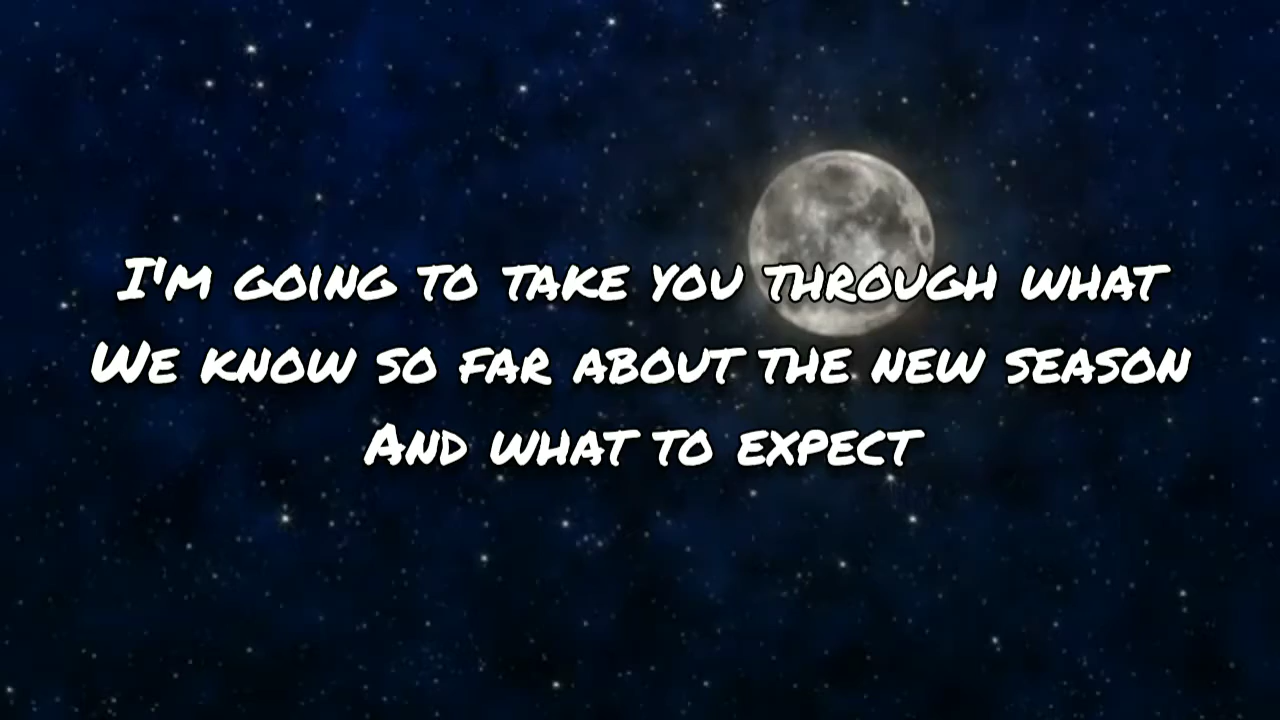 I'm going to take you through what
We know so far about the new season
And what to expect